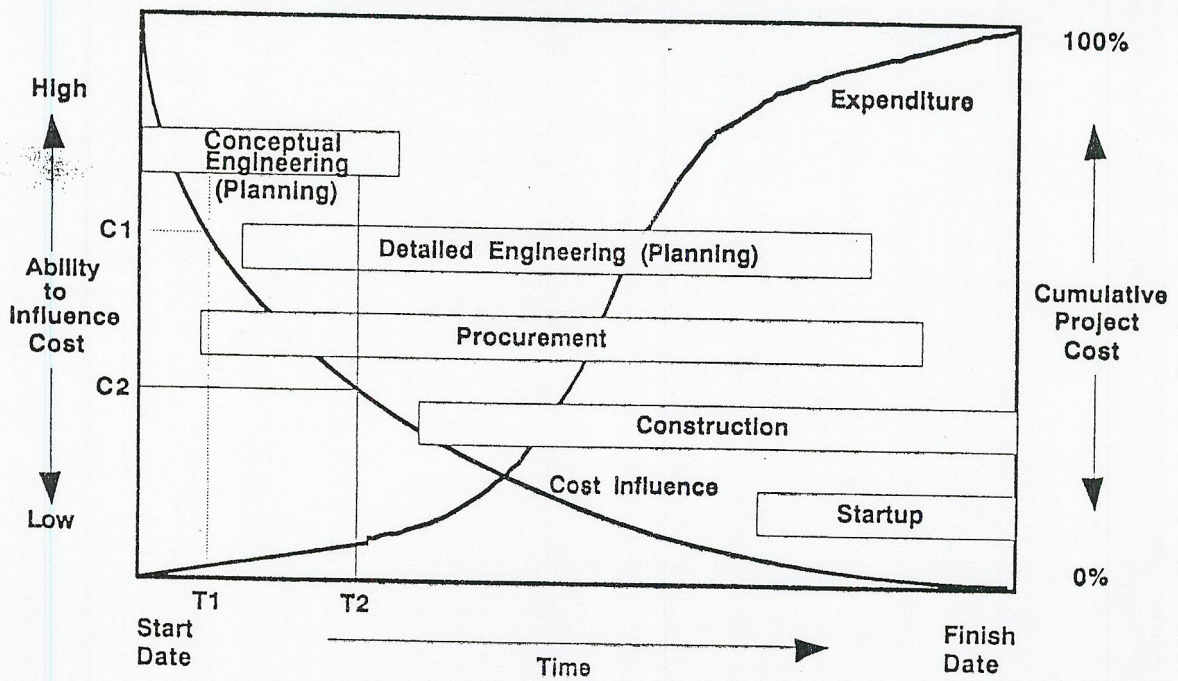 100%
High
Expenditure
Conceptual
Engineering
(Planning)
C1
Detailed Engineering (Planning)
Ability
to
Influence
Cost
Cumulative
Project
Cost
Procurement
C2
Construction
Cost Influence
Startup
Low
0%
T1
T2
Start
Date
Finish
Date
Time